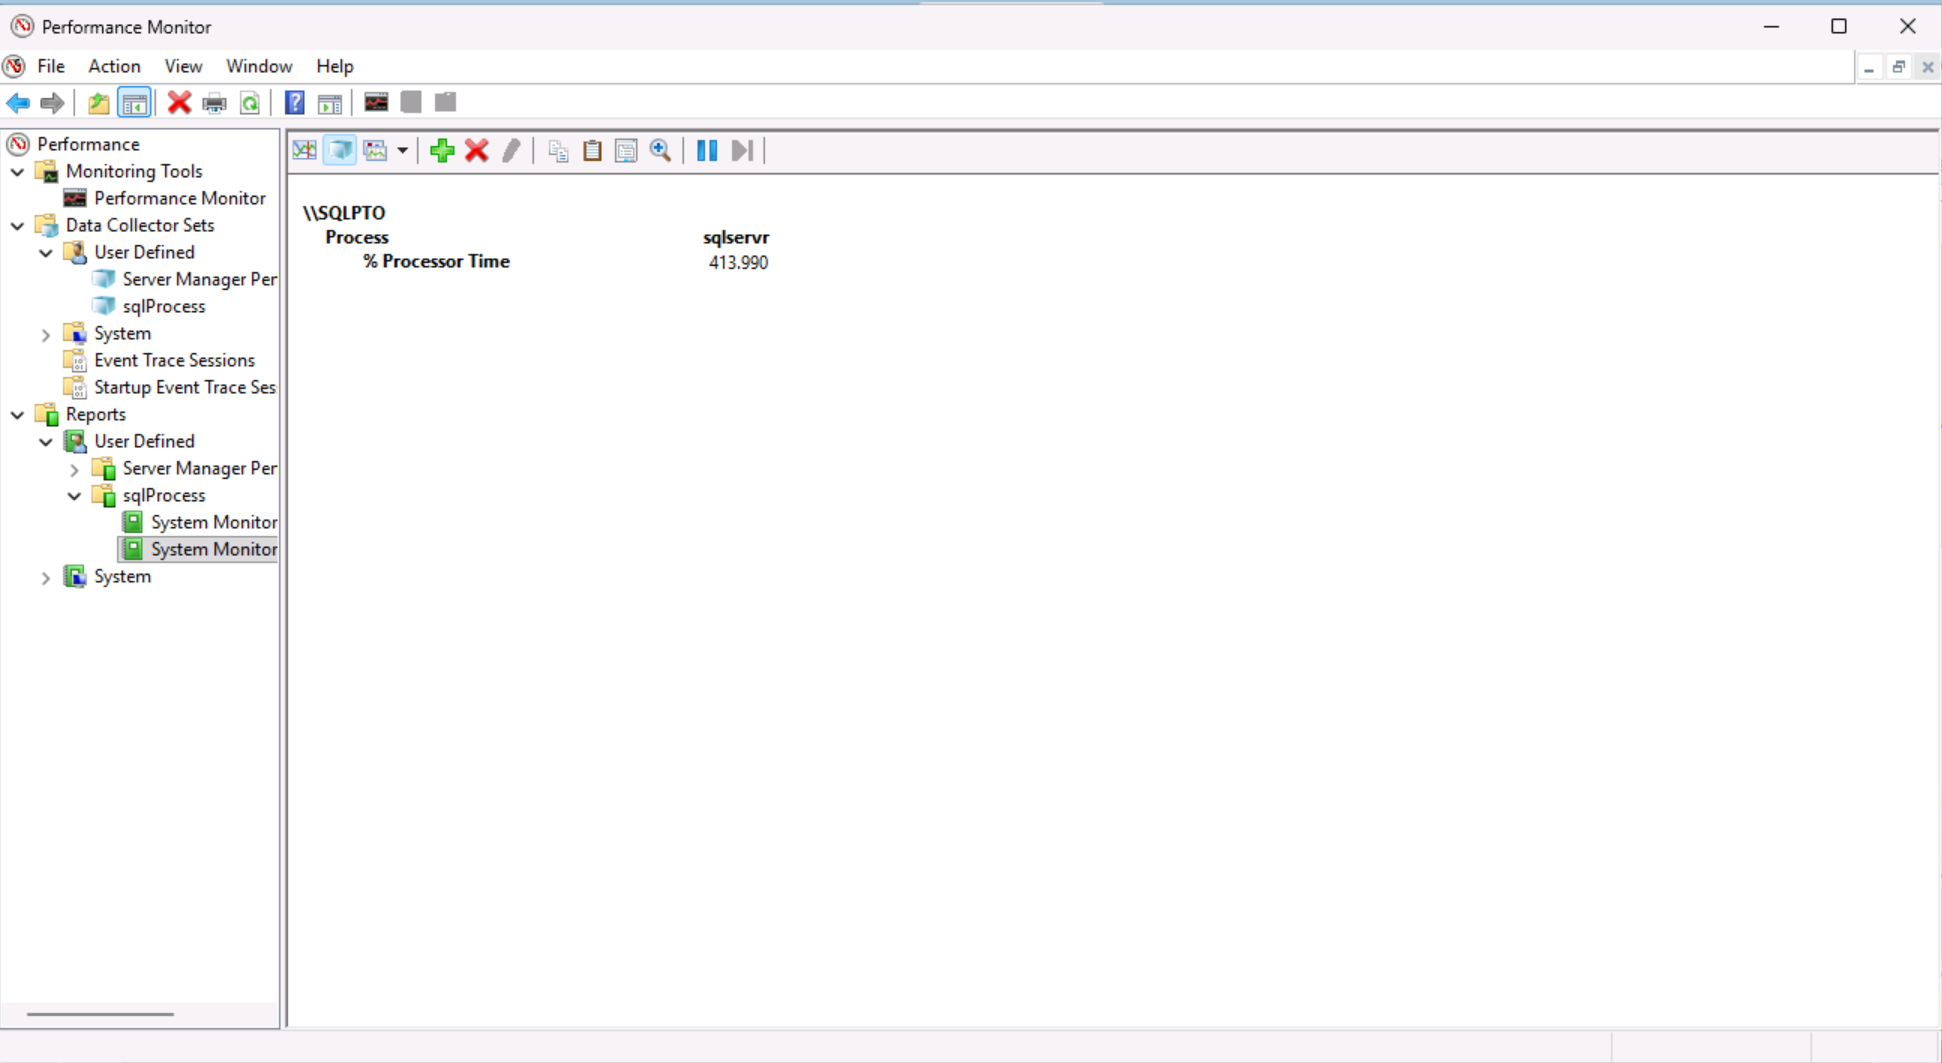 Performance Monitor
File Action View Window Help
Performance
Monitoring Tools
Performance Monitor
Data Collector Sets
User Defined
Server Manager Per
sqlProcess
System
Event Trace Sessions
Startup Event Trace Ses
Reports
User Defined
Server Manager Per
sqlProcess
System Monitor
System Monitor
System
\\SQLPTO
Process sqlservr
% Processor Time 413.990